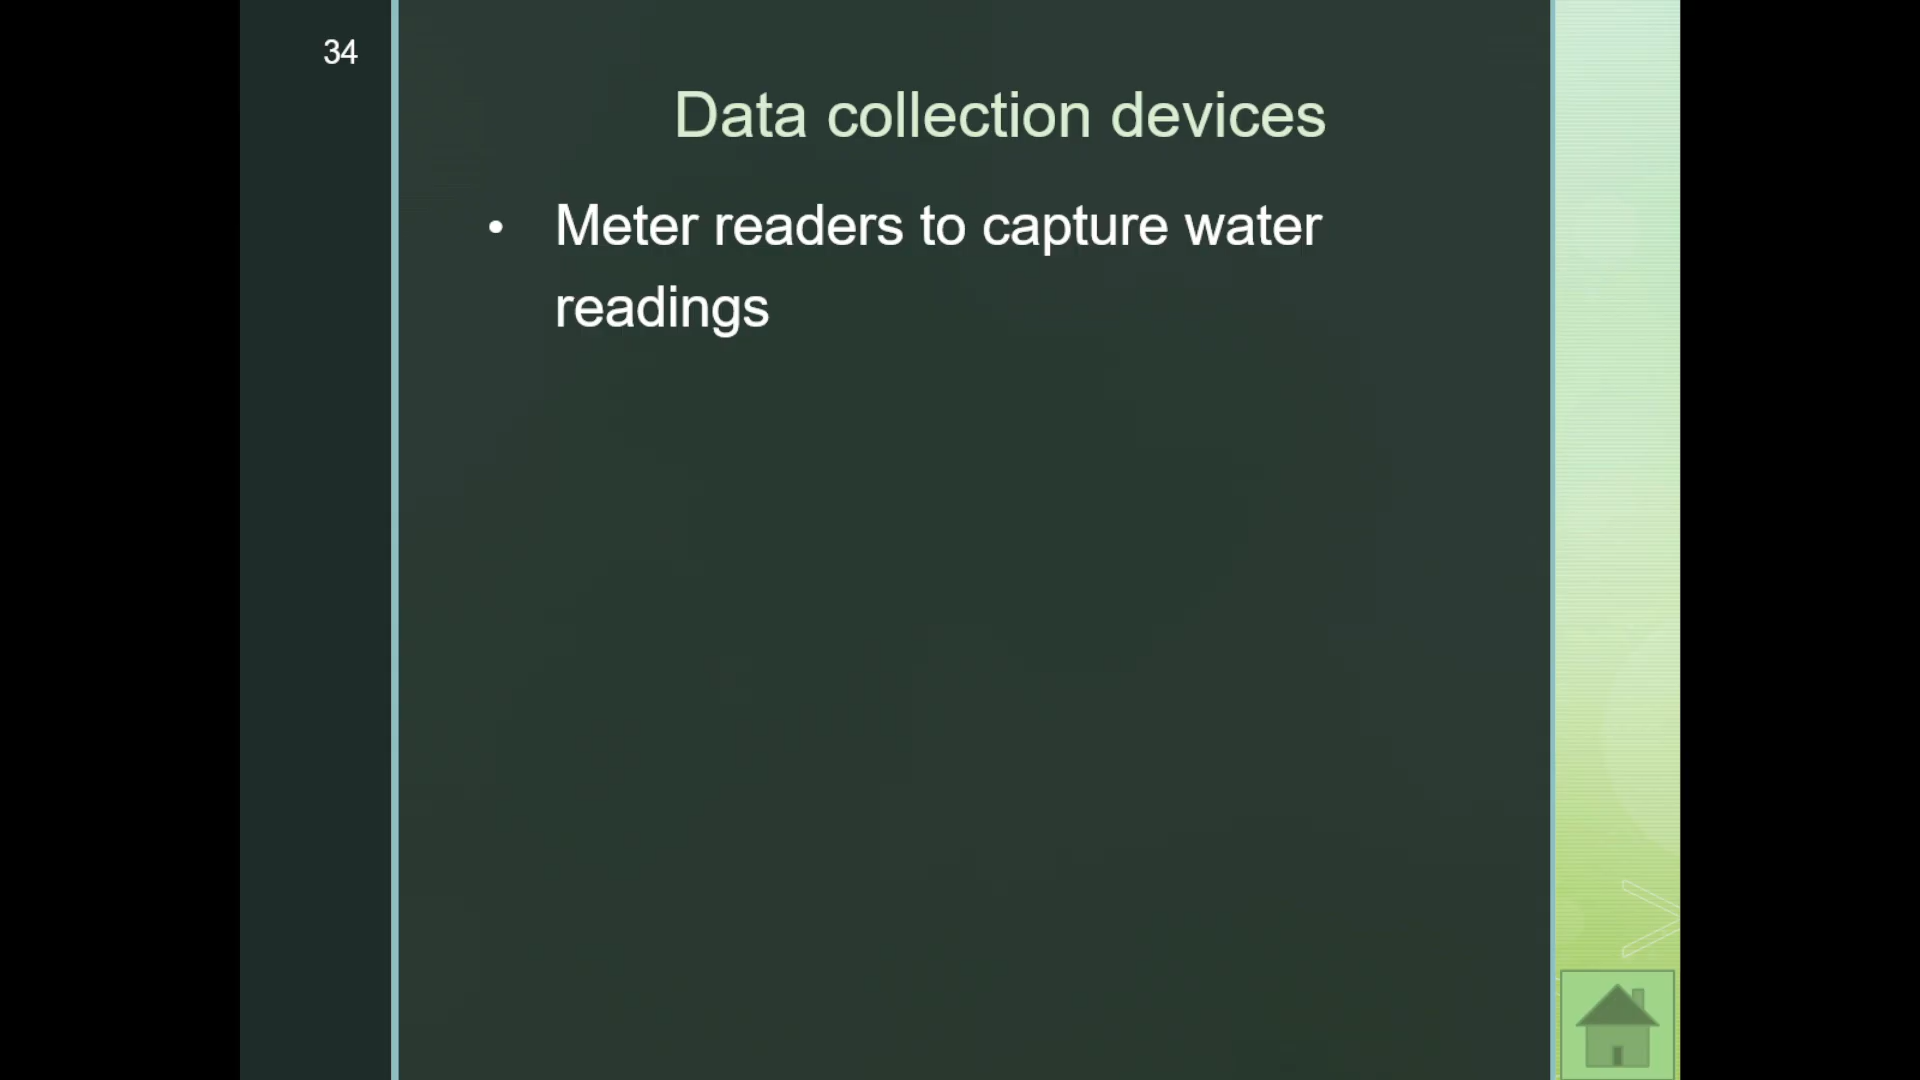 34
Data collection devices
• Meter readers to capture water
readings